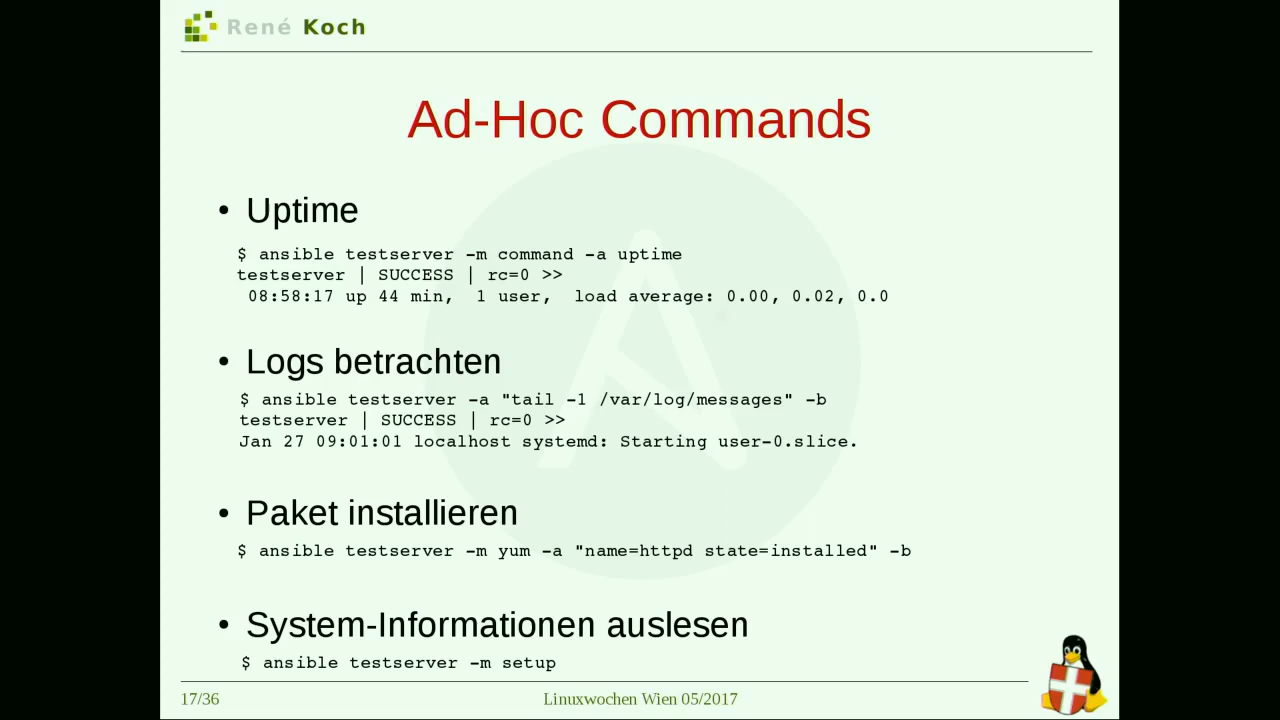 René Koch
Ad-Hoc Commands
• Uptime
$ ansible testserver -m command -a uptime
testserver | SUCCESS | rc=0 >>
08:58:17 up 44 min,  1 user,  load average: 0.00, 0.02, 0.0
• Logs betrachten
$ ansible testserver -a "tail -1 /var/log/messages" -b
testserver | SUCCESS | rc=0 >>
Jan 27 09:01:01 localhost systemd: Starting user-0.slice.
• Paket installieren
$ ansible testserver -m yum -a "name=httpd state=installed" -b
• System-Informationen auslesen
$ ansible testserver -m setup
17/36 Linuxwochen Wien 05/2017